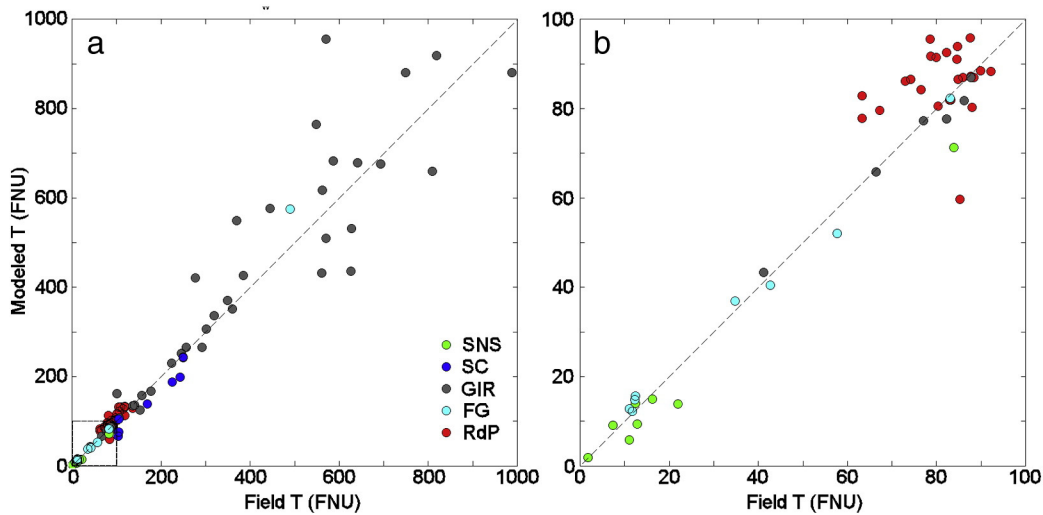 a
1000
800
600
400
200
0
Modeled T (FNU)
0 200 400 600 800 1000
Field T (FNU)
SNS
SC
GIR
FG
RdP
b
100
80
60
40
20
0
0 20 40 60 80 100
Field T (FNU)